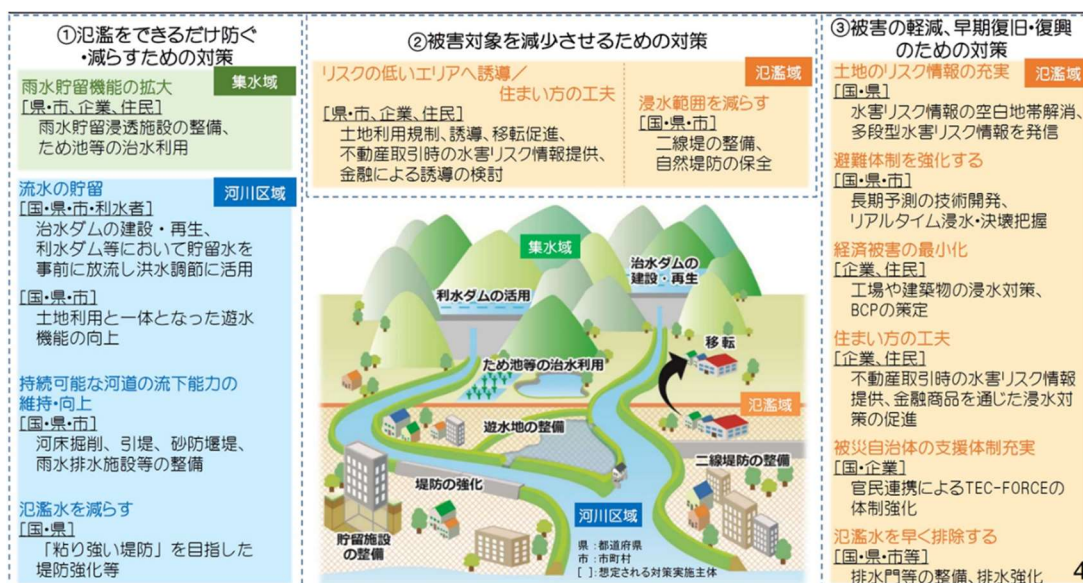 ①氾濫をできるだけ防ぐ
・減らすための対策
雨水貯留機能の拡大
集水域
[県・市、企業、住民]
雨水貯留浸透施設の整備、
ため池等の治水利用
流水の貯留
河川区域
[国・県・市・利水者]
治水ダムの建設・再生、
利水ダム等において貯留水を
事前に放流し洪水調節に活用
[国・県・市]
土地利用と一体となった遊水
機能の向上
持続可能な河道の流下能力の
維持・向上
[国・県・市]
河床掘削、引堤、砂防堰堤、
雨水排水施設等の整備
氾濫水を減らす
[国・県]
「粘り強い堤防」を目指した
堤防強化等
②被害対象を減少させるための対策
リスクの低いエリアへ誘導／
住まい方の工夫
[県・市、企業、住民]
土地利用規制、誘導、移転促進、
不動産取引時の水害リスク情報提供、
金融による誘導の検討
氾濫域
浸水範囲を減らす
[国・県・市]
二線堤の整備、
自然堤防の保全
集水域
治水ダムの
建設・再生
利水ダムの活用
移転
ため池等の治水利用
氾濫域
遊水地の整備
二線堤防の整備
堤防の強化
河川区域
貯留施設
の整備
県：都道府県
市：市町村
[ ]：想定される対策実施主体
③被害の軽減、早期復旧・復興
のための対策
土地のリスク情報の充実
氾濫域
[国・県]
水害リスク情報の空白地帯解消、
多段型水害リスク情報を発信
避難体制を強化する
[国・県・市]
長期予測の技術開発、
リアルタイム浸水・決壊把握
経済被害の最小化
[企業、住民]
工場や建築物の浸水対策、
BCPの策定
住まい方の工夫
[企業、住民]
不動産取引時の水害リスク情報
提供、金融商品を通じた浸水対
策の促進
被災自治体の支援体制充実
[国・企業]
官民連携によるTEC-FORCEの
体制強化
氾濫水を早く排除する
[国・県・市等]
排水門等の整備、排水強化
4